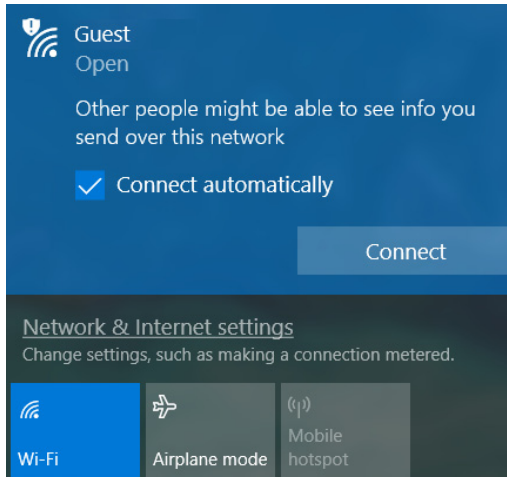 Guest
Open
Other people might be able to see info you
send over this network
Connect automatically
Connect
Network & Internet settings
Change settings, such as making a connection metered.
Wi-Fi
Airplane mode
Mobile
hotspot